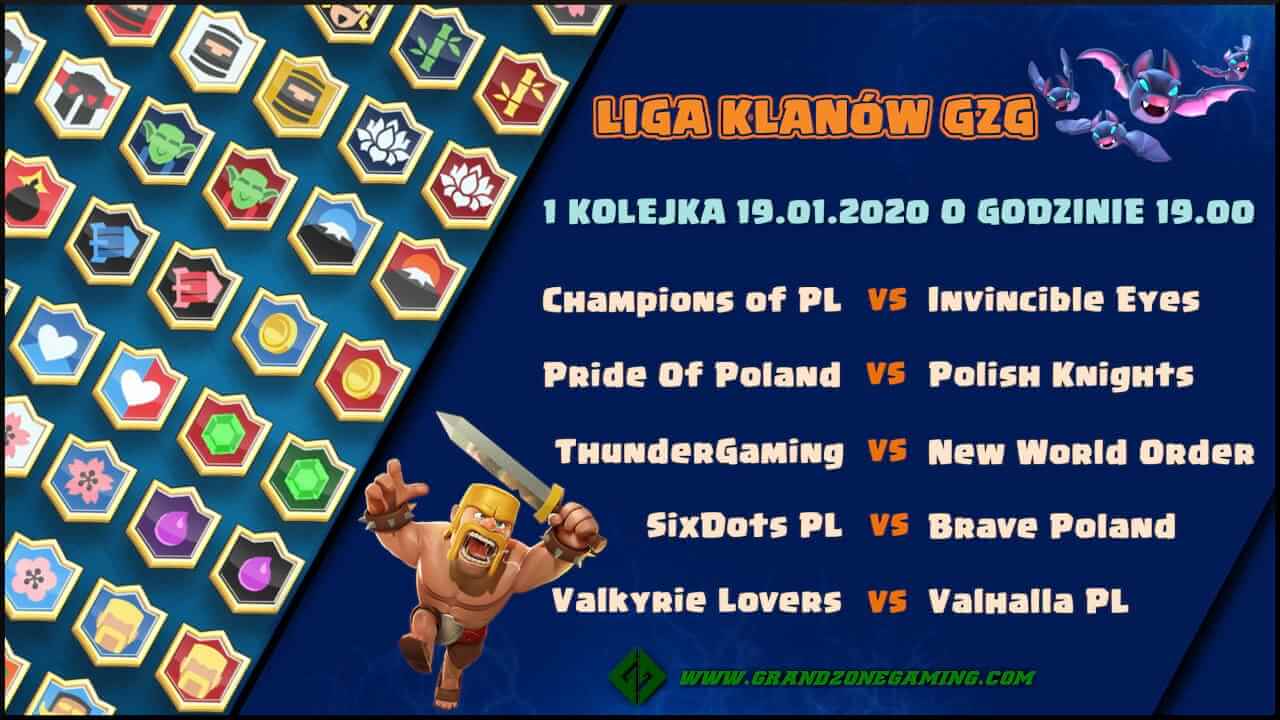 LIGA KLANÓW GZG
1 KOLEJKA 19.01.2020 O GODZINIE 19.00
Champions of PL VS Invincible Eyes
Pride Of Poland VS Polish Knights
ThunderGaming VS New World Order
SixDots PL VS Brave Poland
Valkyrie Lovers VS Valhalla PL
WWW.GRANDZONEGAMING.COM